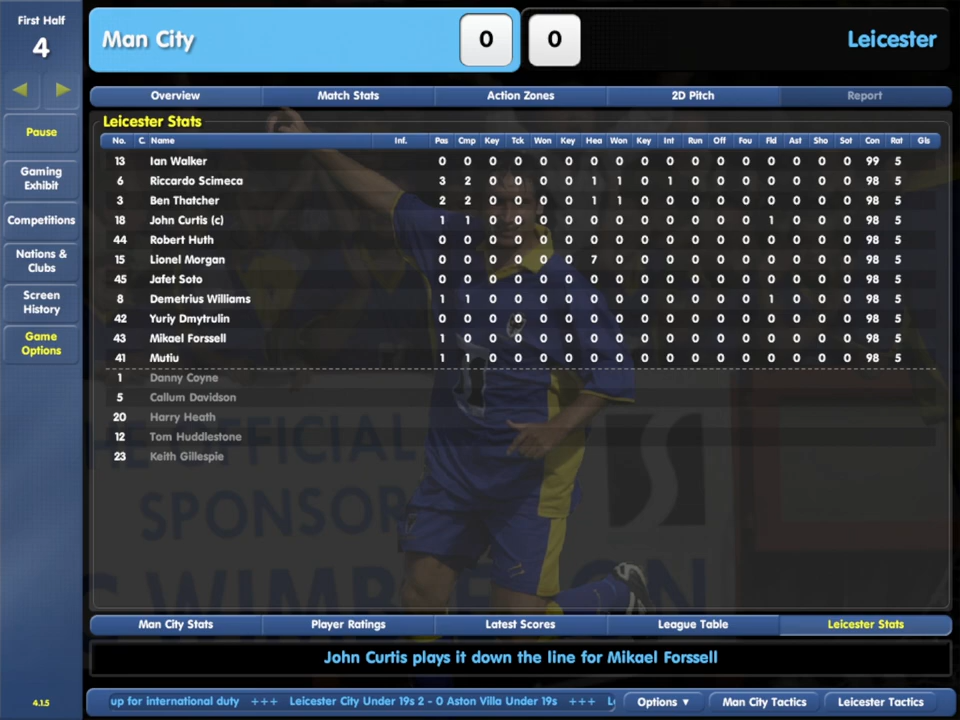 First Half
4
Man City 0 0 Leicester
Overview Match Stats Action Zones 2D Pitch Report
Pause
Gaming Exhibit
Competitions
Nations & Clubs
Screen History
Game Options
Leicester Stats
No. C. Name Inf. Pas Cmp Key Tck Won Key Hea Won Key Int Run Off Fou Fld Ast Sho Sot Con Rat Gls
13 Ian Walker 0 0 0 0 0 0 0 0 0 0 0 0 0 0 0 0 0 99 5
6 Riccardo Scimeca 3 2 0 0 0 0 1 1 0 1 0 0 0 0 0 0 0 98 5
3 Ben Thatcher 2 2 0 0 0 0 1 1 0 0 0 0 0 0 0 0 0 98 5
18 John Curtis (c) 1 1 0 0 0 0 0 0 0 0 0 0 0 1 0 0 0 98 5
44 Robert Huth 0 0 0 0 0 0 0 0 0 0 0 0 0 0 0 0 0 98 5
15 Lionel Morgan 0 0 0 0 0 0 7 0 0 0 0 0 0 0 0 0 0 98 5
45 Jafet Soto 0 0 0 0 0 0 0 0 0 0 0 0 0 0 0 0 0 98 5
8 Demetrius Williams 1 1 0 0 0 0 0 0 0 0 0 0 0 1 0 0 0 98 5
42 Yuriy Dmytrulin 0 0 0 0 0 0 0 0 0 0 0 0 0 0 0 0 0 98 5
43 Mikael Forssell 1 0 0 0 0 0 0 0 0 0 0 0 0 0 0 0 0 98 5
41 Mutiu 1 1 0 0 0 0 0 0 0 0 0 0 0 0 0 0 0 98 5
1 Danny Coyne
5 Callum Davidson
20 Harry Heath
12 Tom Huddlestone
23 Keith Gillespie
OFFICIAL
SPONSOR
WIMBLEDON
Man City Stats Player Ratings Latest Scores League Table Leicester Stats
John Curtis plays it down the line for Mikael Forssell
4.1.5
up for international duty +++ Leicester City Under 19s 2 - 0 Aston Villa Under 19s +++
Options ▼ Man City Tactics Leicester Tactics